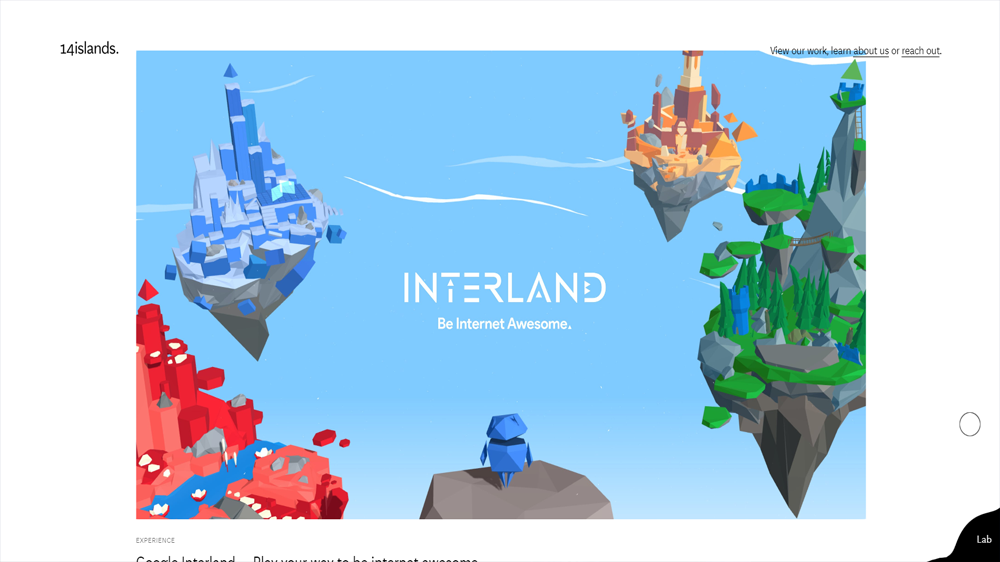 14islands.
View our work, learn about us or reach out.
INTERLAND
Be Internet Awesome.
Lab
EXPERIENCE
Google Interland — Play your way to be internet awesome